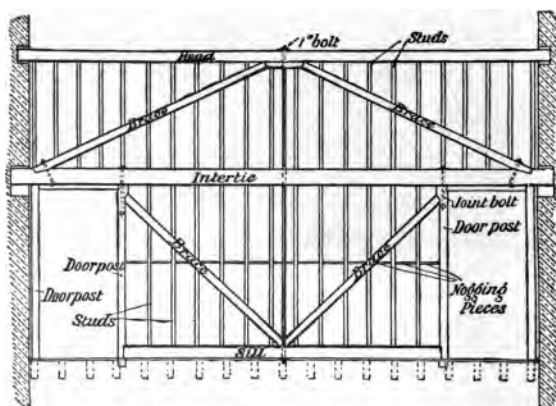 1" bolt
Studs
Head
Brace
Brace
Intertie
Joint bolt
Door post
Brace
Brace
Doorpost
Nogging
Pieces
Doorpost
Studs
Sill